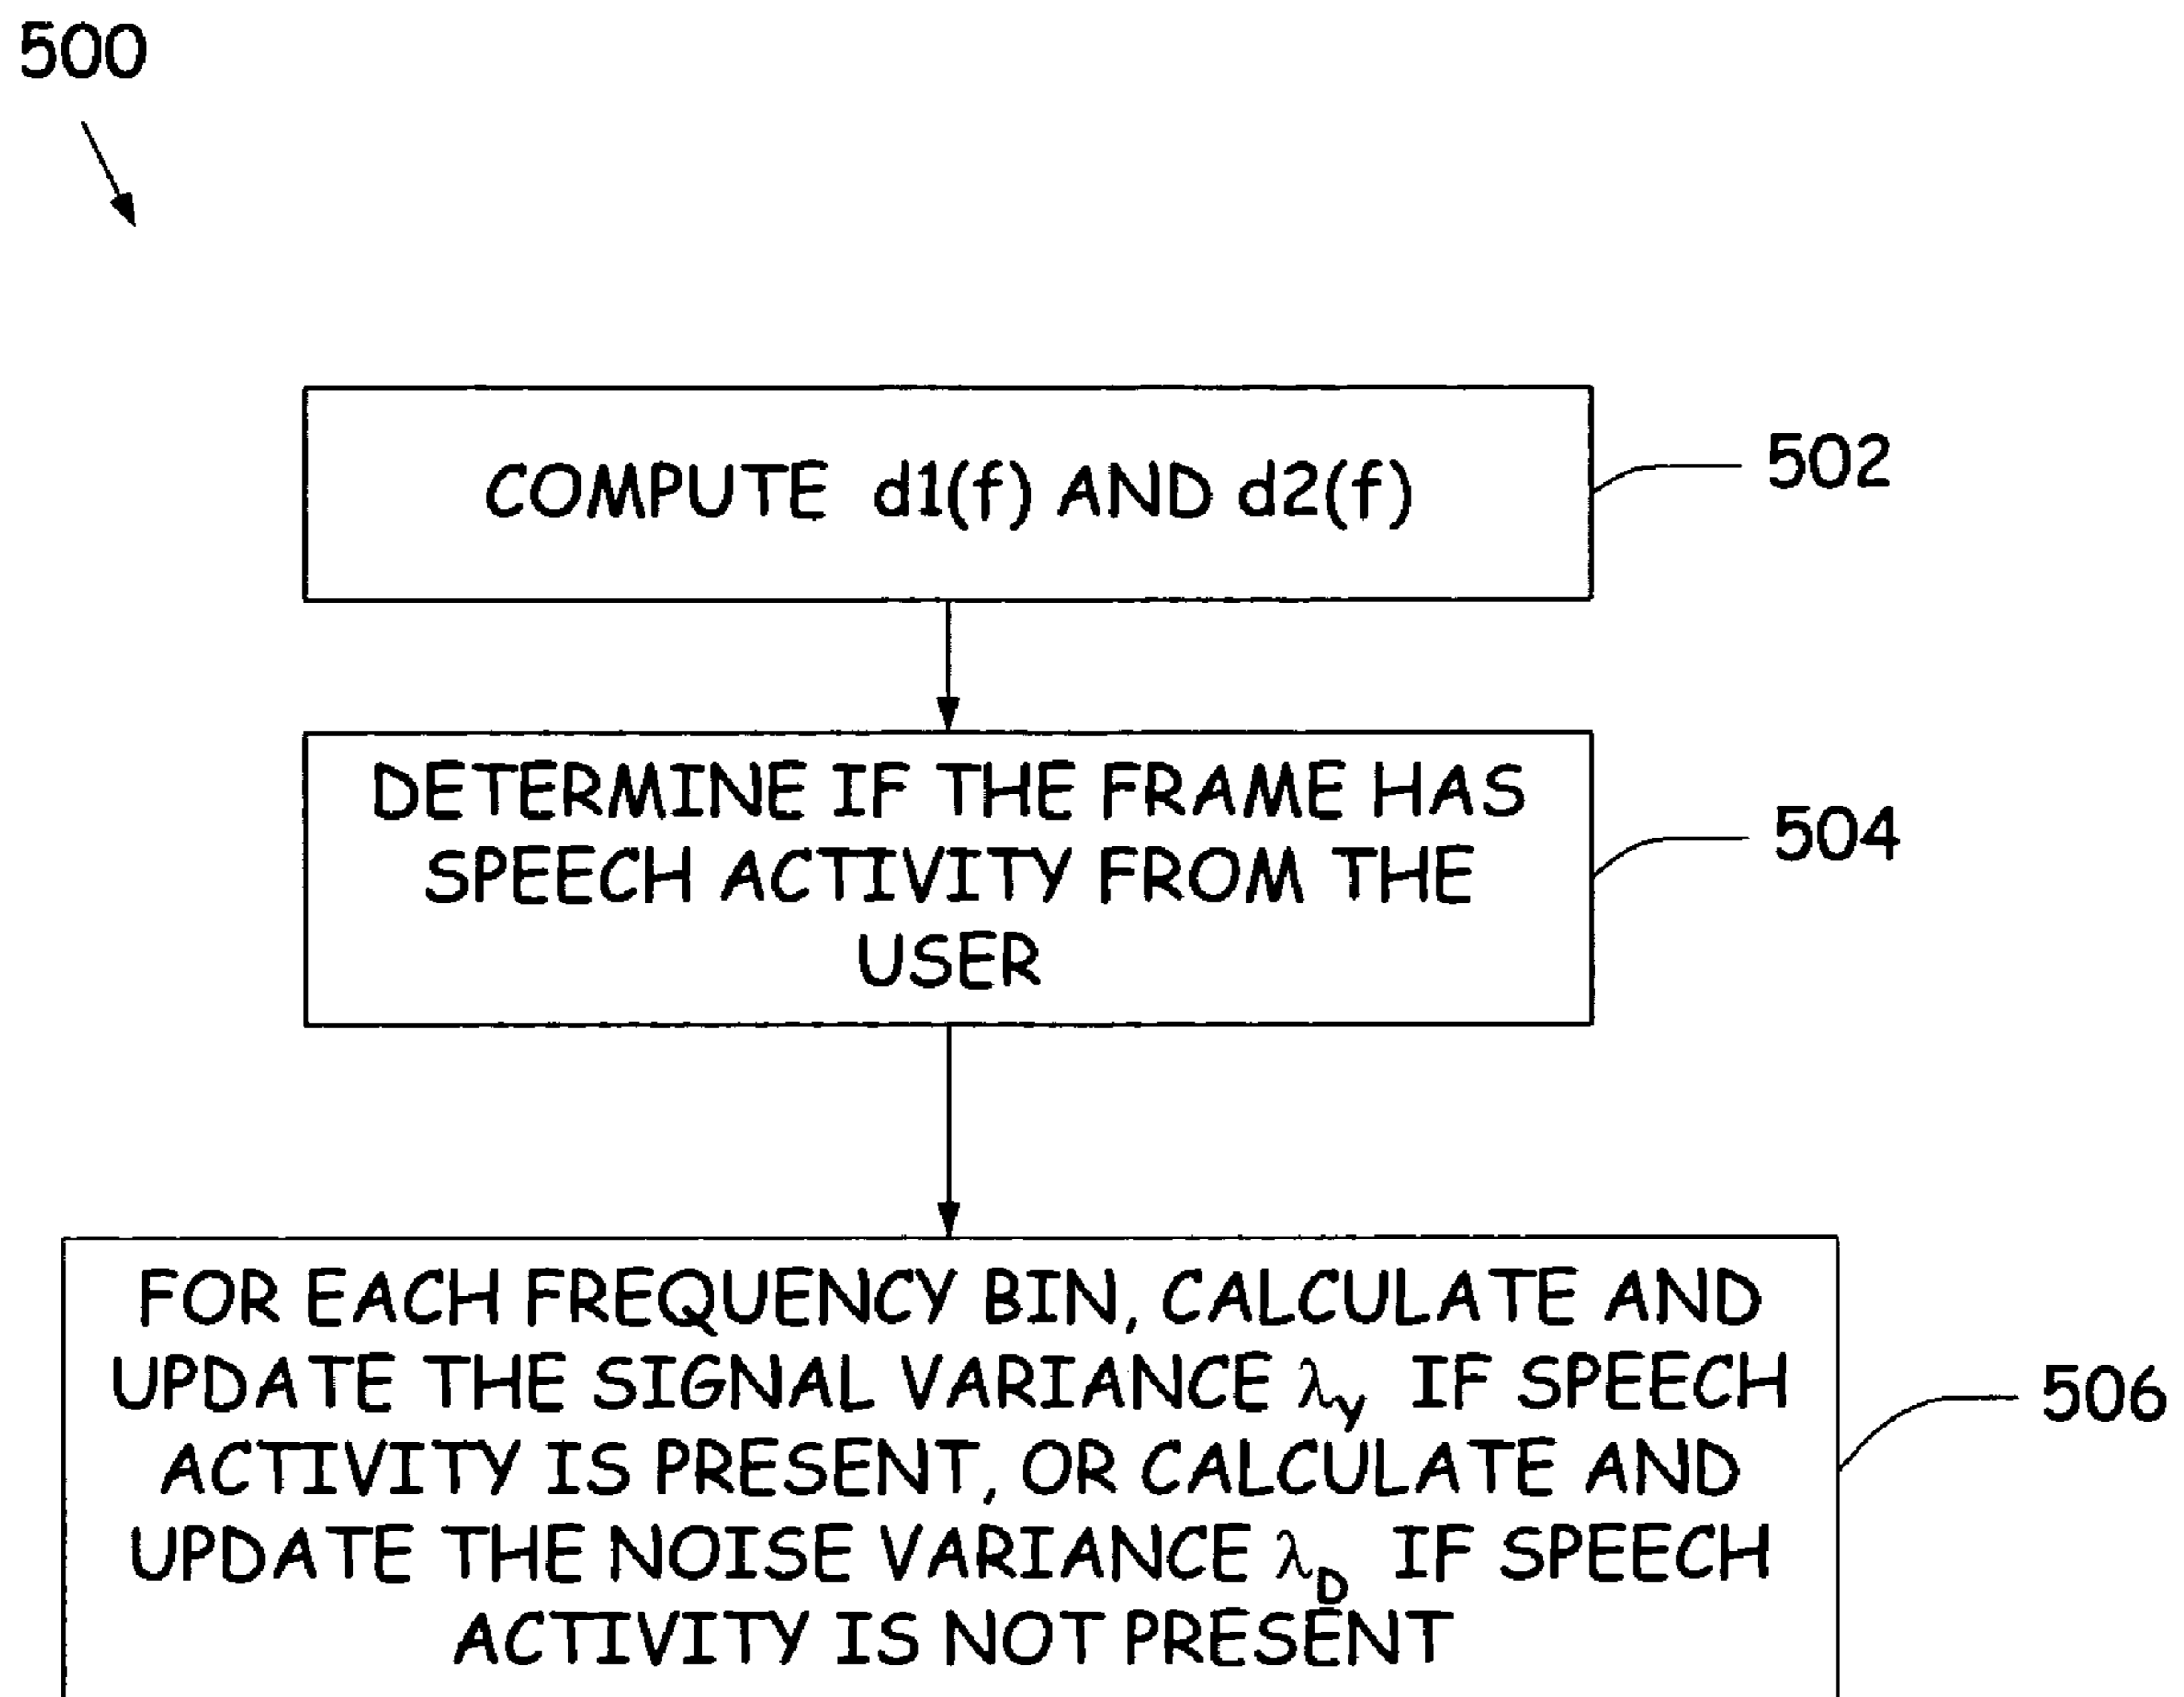 500
COMPUTE d1(f) AND d2(f)
502
DETERMINE IF THE FRAME HAS
SPEECH ACTIVITY FROM THE
USER
504
FOR EACH FREQUENCY BIN, CALCULATE AND
UPDATE THE SIGNAL VARIANCE λy IF SPEECH
ACTIVITY IS PRESENT, OR CALCULATE AND
UPDATE THE NOISE VARIANCE λD IF SPEECH
ACTIVITY IS NOT PRESENT
506